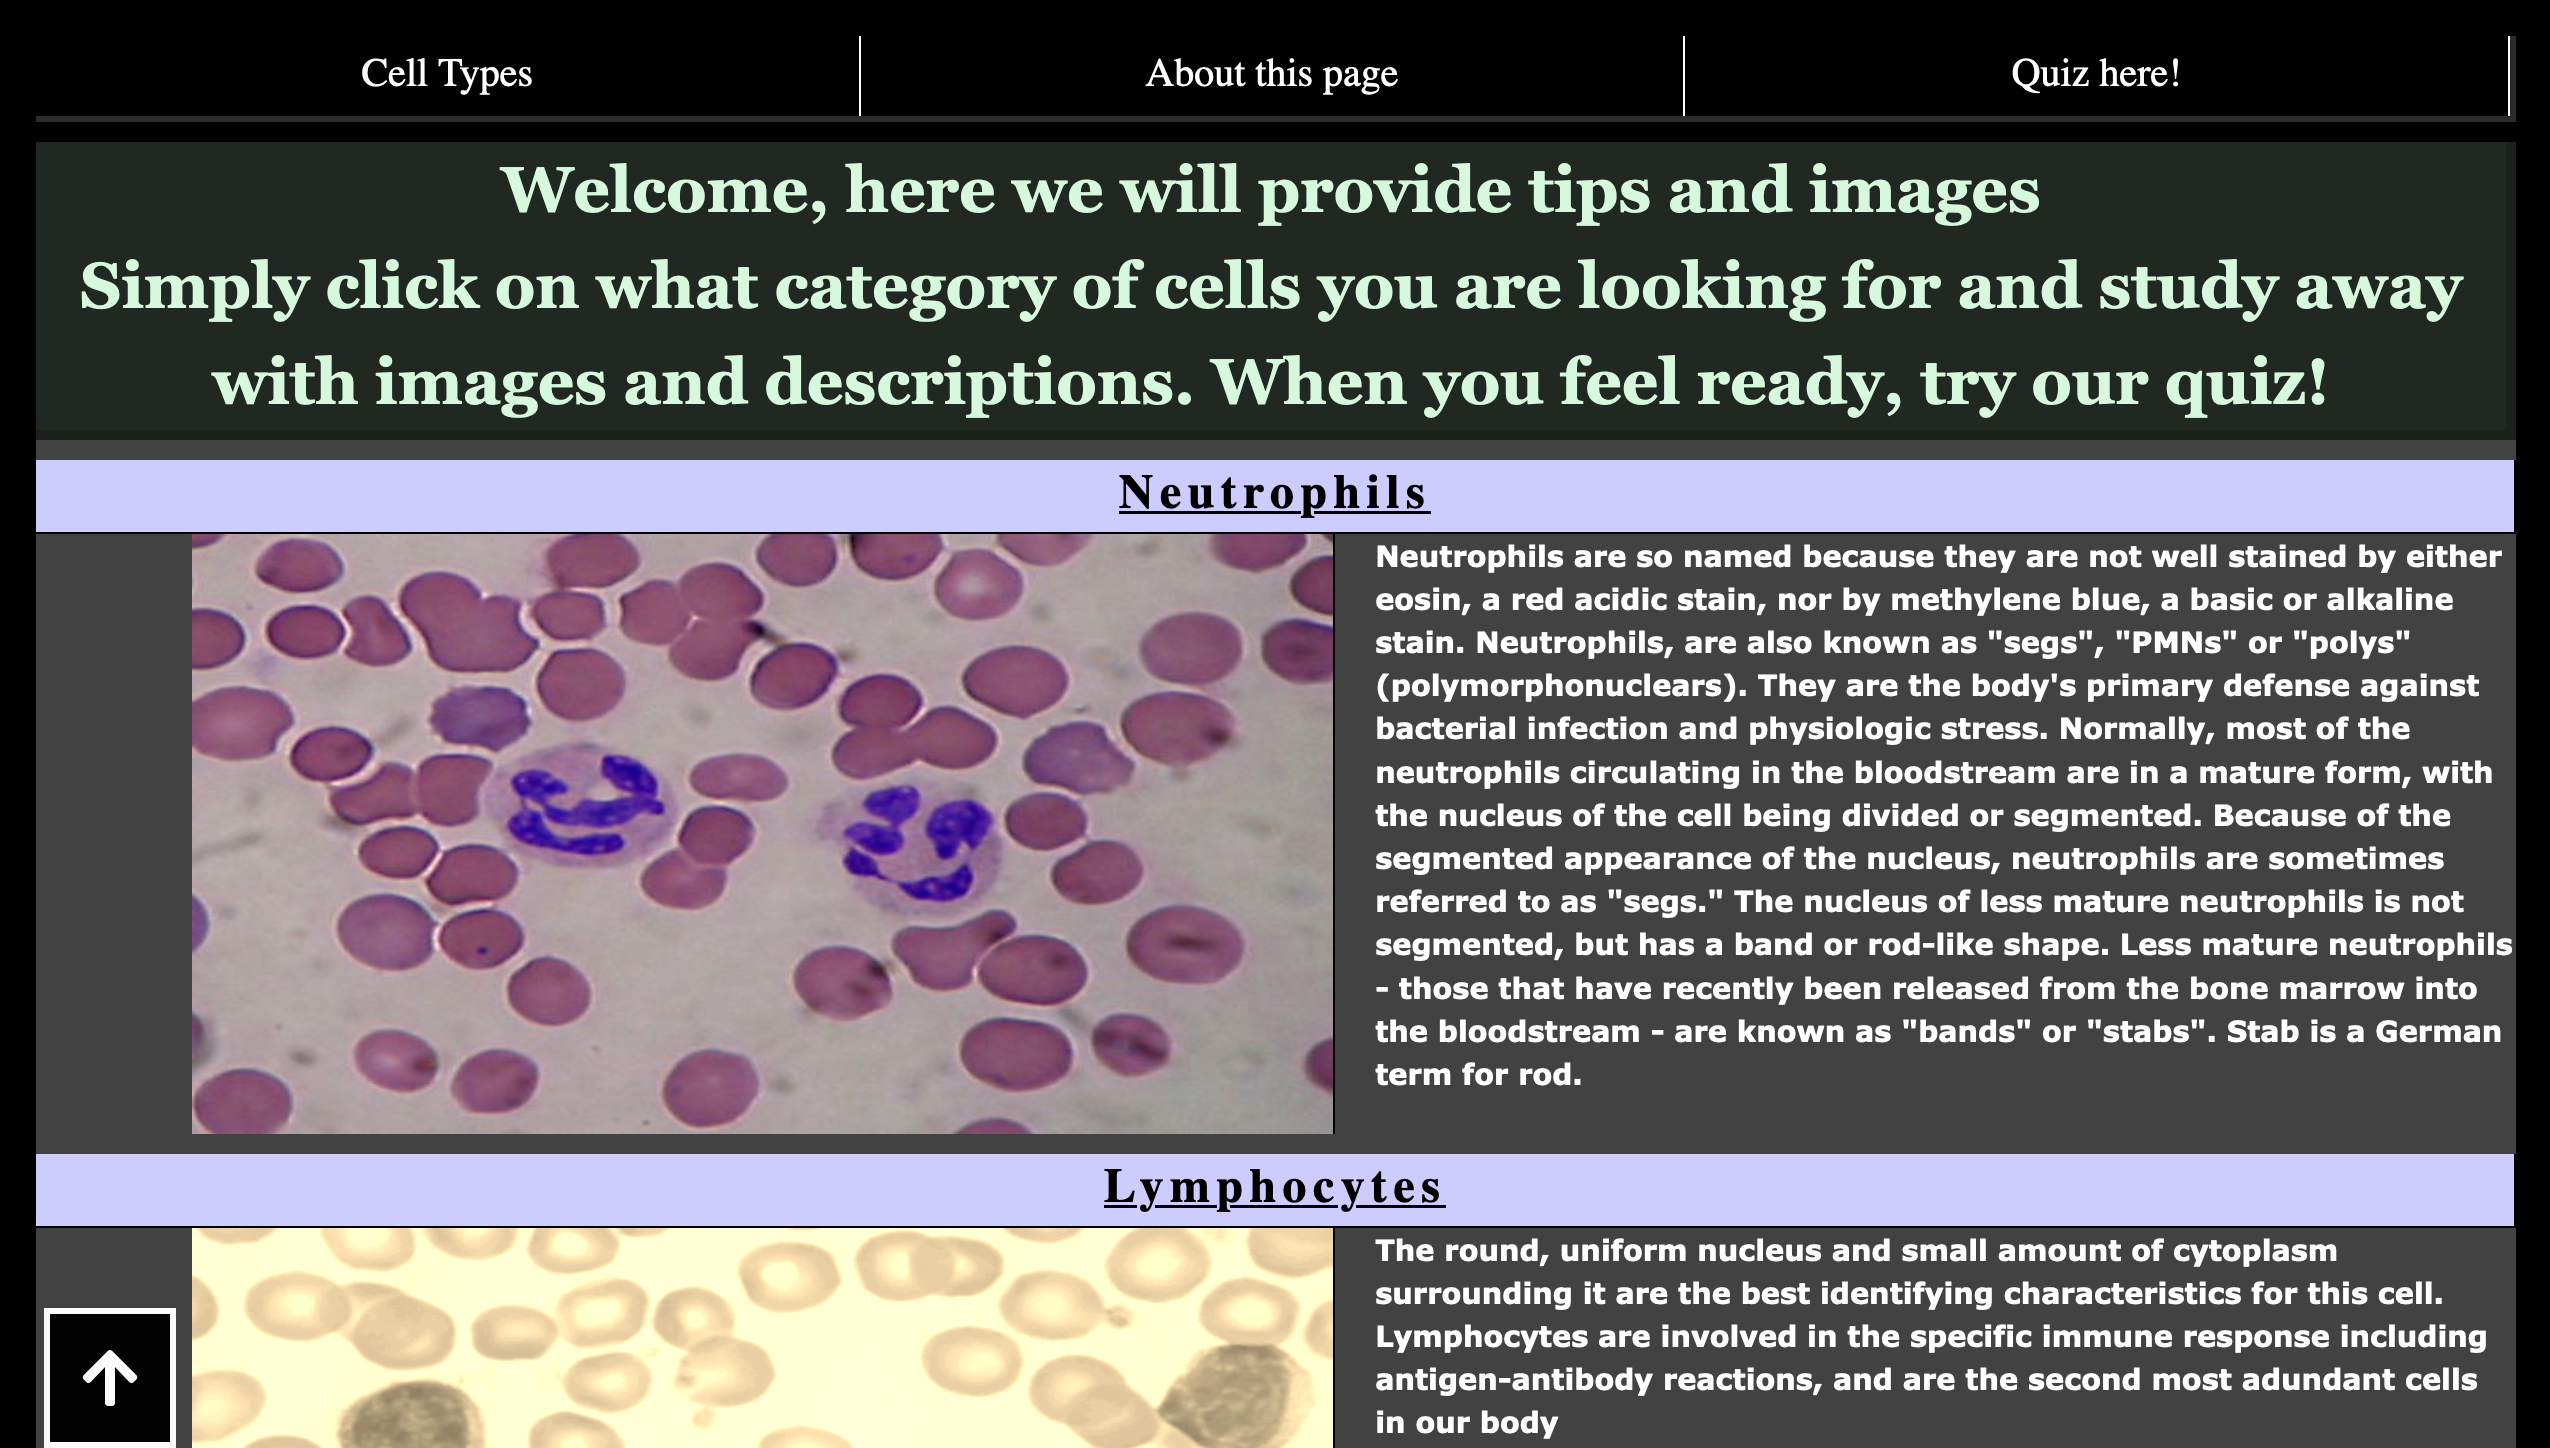 Cell Types
About this page
Quiz here!
Welcome, here we will provide tips and images
Simply click on what category of cells you are looking for and study away
with images and descriptions. When you feel ready, try our quiz!
Neutrophils
Neutrophils are so named because they are not well stained by either
eosin, a red acidic stain, nor by methylene blue, a basic or alkaline
stain. Neutrophils, are also known as "segs", "PMNs" or "polys"
(polymorphonuclears). They are the body's primary defense against
bacterial infection and physiologic stress. Normally, most of the
neutrophils circulating in the bloodstream are in a mature form, with
the nucleus of the cell being divided or segmented. Because of the
segmented appearance of the nucleus, neutrophils are sometimes
referred to as "segs." The nucleus of less mature neutrophils is not
segmented, but has a band or rod-like shape. Less mature neutrophils
- those that have recently been released from the bone marrow into
the bloodstream - are known as "bands" or "stabs". Stab is a German
term for rod.
Lymphocytes
The round, uniform nucleus and small amount of cytoplasm
surrounding it are the best identifying characteristics for this cell.
Lymphocytes are involved in the specific immune response including
antigen-antibody reactions, and are the second most adundant cells
in our body